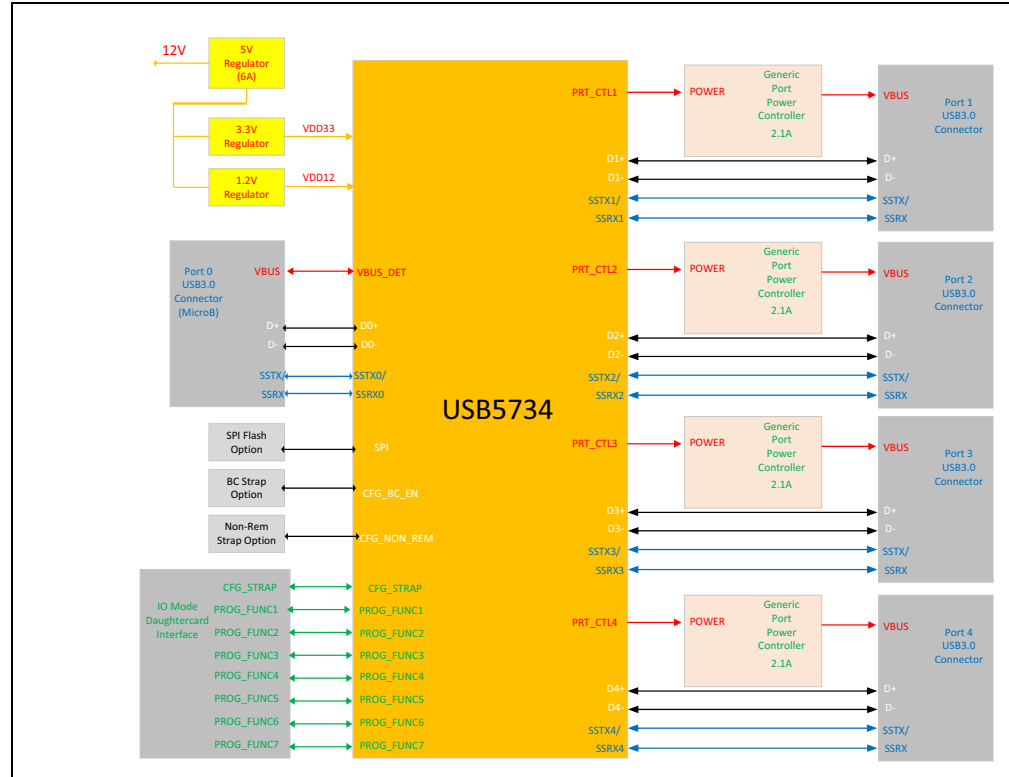 12V
5V
Regulator
(6A)
3.3V
Regulator
VDD33
1.2V
Regulator
VDD12
Port 0
USB3.0
Connector
(MicroB)
VBUS
D+
D-
SSTX/
SSRX
SPI Flash
Option
BC Strap
Option
Non-Rem
Strap Option
IO Mode
Daughtercard
Interface
CFG_STRAP
PROG_FUNC1
PROG_FUNC2
PROG_FUNC3
PROG_FUNC4
PROG_FUNC5
PROG_FUNC6
PROG_FUNC7
VBUS_DET
D0+
D0-
SSTX0/
SSRX0
SPI
CFG_BC_EN
CFG_NON_REM
CFG_STRAP
PROG_FUNC1
PROG_FUNC2
PROG_FUNC3
PROG_FUNC4
PROG_FUNC5
PROG_FUNC6
PROG_FUNC7
USB5734
PRT_CTL1
D1+
D1-
SSTX1/
SSRX1
POWER
Generic
Port
Power
Controller
2.1A
VBUS
D+
D-
SSTX/
SSRX
Port 1
USB3.0
Connector
PRT_CTL2
D2+
D2-
SSTX2/
SSRX2
POWER
Generic
Port
Power
Controller
2.1A
VBUS
D+
D-
SSTX/
SSRX
Port 2
USB3.0
Connector
PRT_CTL3
D3+
D3-
SSTX3/
SSRX3
POWER
Generic
Port
Power
Controller
2.1A
VBUS
D+
D-
SSTX/
SSRX
Port 3
USB3.0
Connector
PRT_CTL4
D4+
D4-
SSTX4/
SSRX4
POWER
Generic
Port
Power
Controller
2.1A
VBUS
D+
D-
SSTX/
SSRX
Port 4
USB3.0
Connector